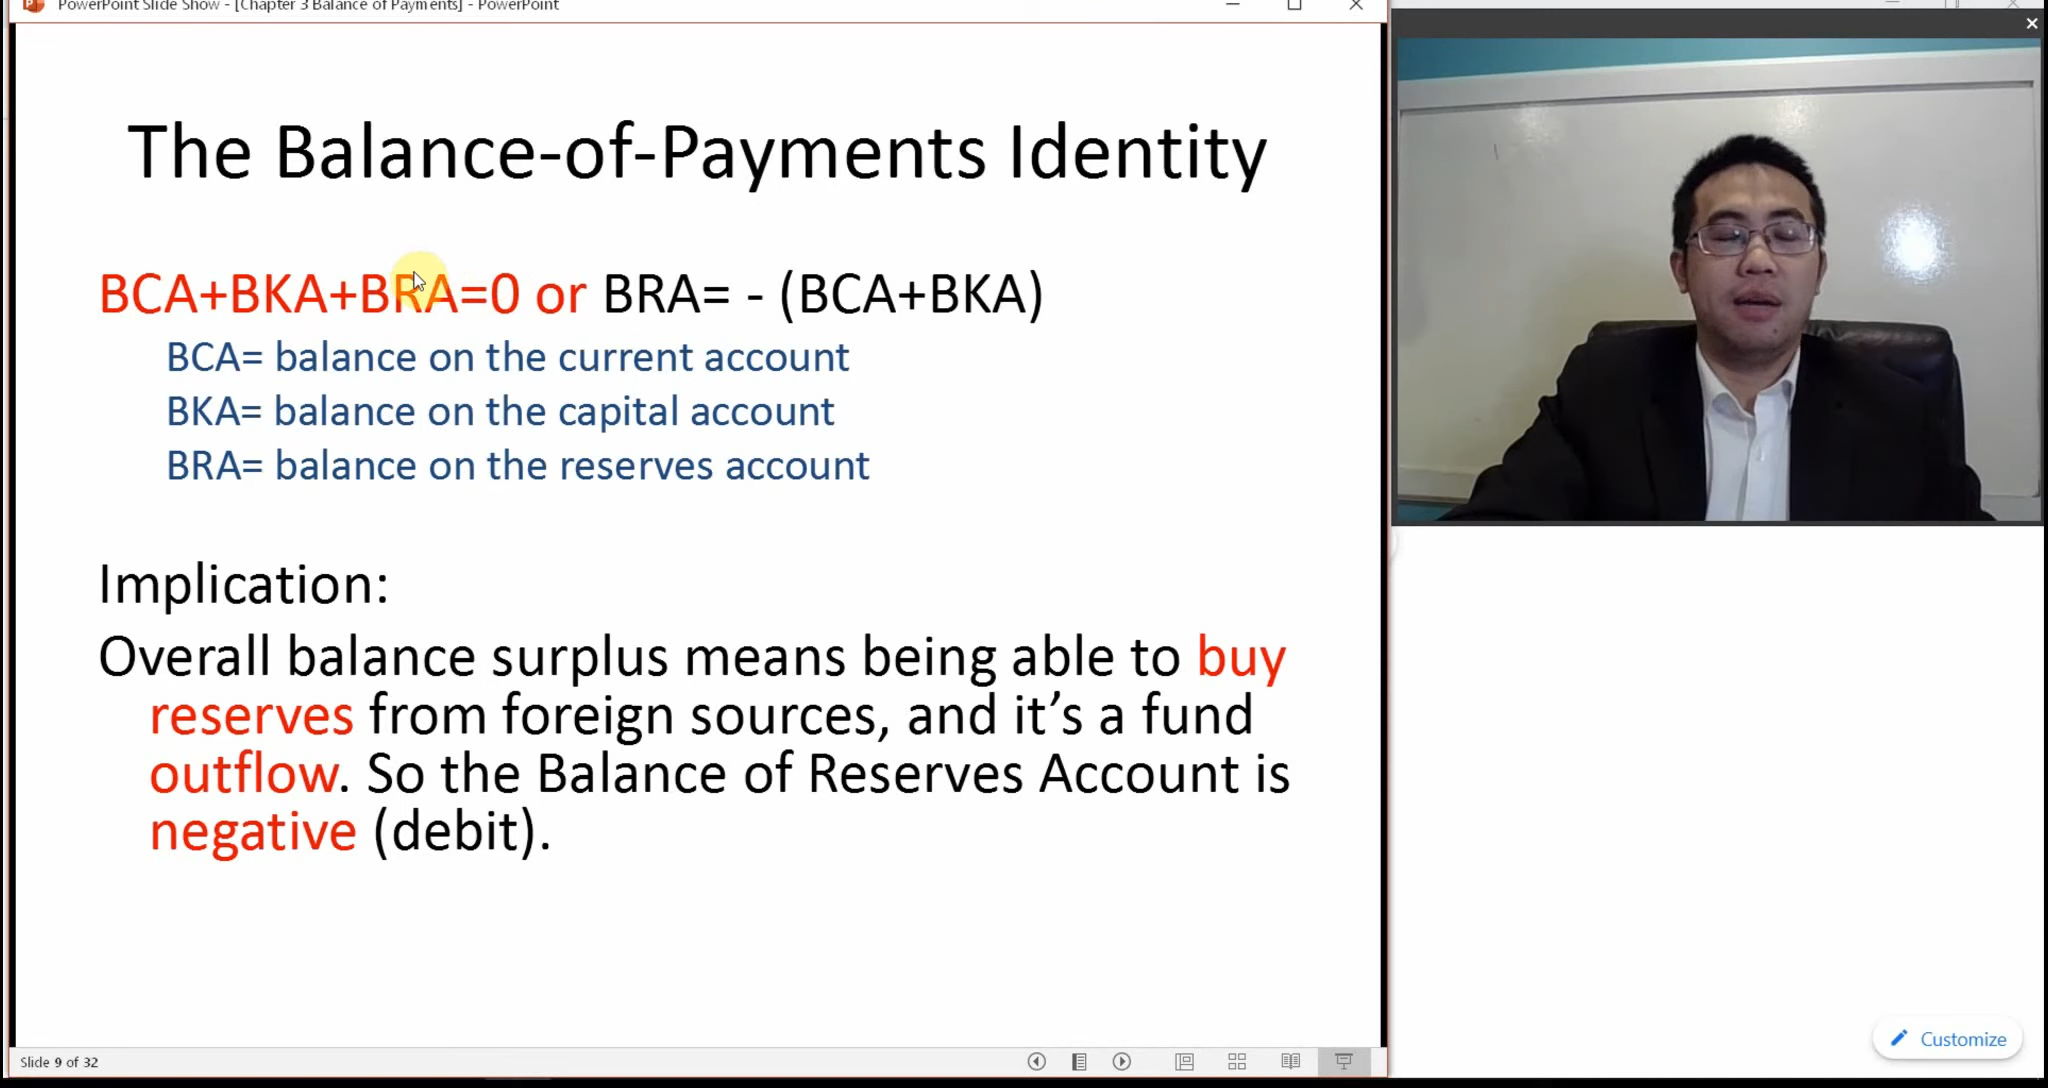 PowerPoint Slide Show - [Chapter 3 Balance of Payments] - PowerPoint
The Balance-of-Payments Identity
BCA+BKA+BRA=0 or BRA= - (BCA+BKA)
BCA= balance on the current account
BKA= balance on the capital account
BRA= balance on the reserves account
Implication:
Overall balance surplus means being able to buy
reserves from foreign sources, and it’s a fund
outflow. So the Balance of Reserves Account is
negative (debit).
Customize
Slide 9 of 32